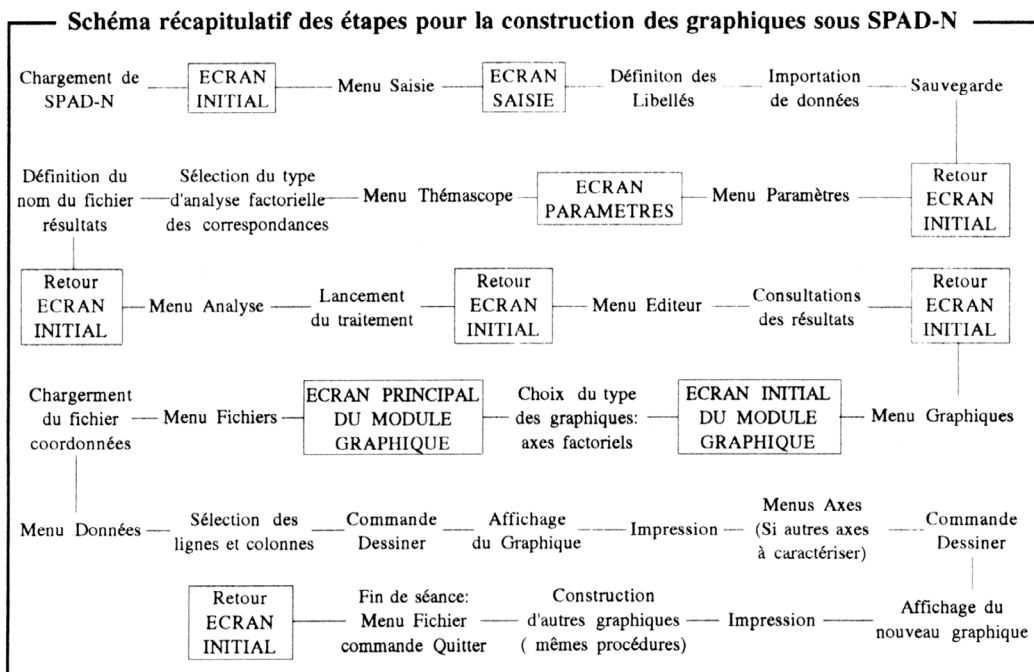 Schéma récapitulatif des étapes pour la construction des graphiques sous SPAD-N
Chargement de
SPAD-N
ECRAN
INITIAL
Menu Saisie
ECRAN
SAISIE
Définiton des
Libellés
Importation
de données
Sauvegarde
Définition du
nom du fichier
résultats
Sélection du type
d'analyse factorielle
des correspondances
Menu Thémascope
ECRAN
PARAMETRES
Menu Paramètres
Retour
ECRAN
INITIAL
Retour
ECRAN
INITIAL
Menu Analyse
Lancement
du traitement
Retour
ECRAN
INITIAL
Menu Editeur
Consultations
des résultats
Retour
ECRAN
INITIAL
Chargerment
du fichier
coordonnées
Menu Fichiers
ECRAN PRINCIPAL
DU MODULE
GRAPHIQUE
Choix du type
des graphiques:
axes factoriels
ECRAN INITIAL
DU MODULE
GRAPHIQUE
Menu Graphiques
Menu Données
Sélection des
lignes et colonnes
Commande
Dessiner
Affichage
du Graphique
Impression
Menus Axes
(Si autres axes
à caractériser)
Commande
Dessiner
Retour
ECRAN
INITIAL
Fin de séance:
Menu Fichier
commande Quitter
Construction
d'autres graphiques
( mêmes procédures)
Impression
Affichage du
nouveau graphique